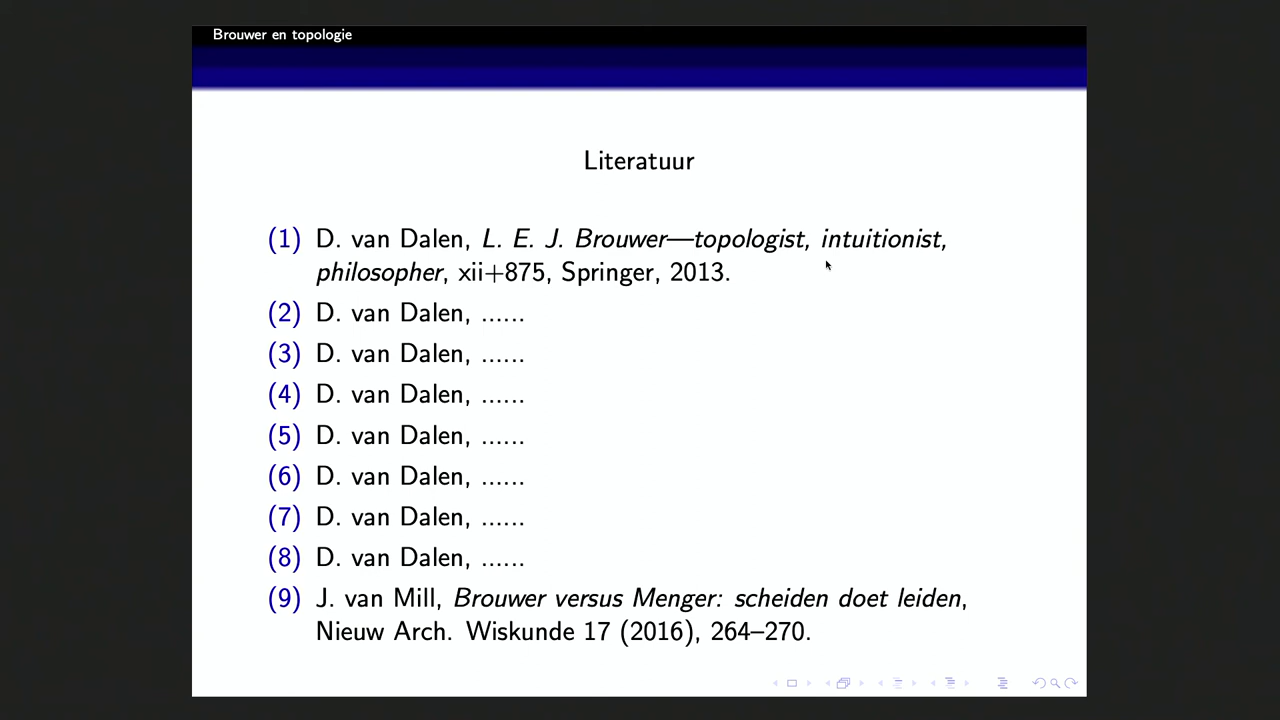 Brouwer en topologie
Literatuur
(1) D. van Dalen, L. E. J. Brouwer—topologist, intuitionist,
philosopher, xii+875, Springer, 2013.
(2) D. van Dalen, ......
(3) D. van Dalen, ......
(4) D. van Dalen, ......
(5) D. van Dalen, ......
(6) D. van Dalen, ......
(7) D. van Dalen, ......
(8) D. van Dalen, ......
(9) J. van Mill, Brouwer versus Menger: scheiden doet leiden,
Nieuw Arch. Wiskunde 17 (2016), 264–270.